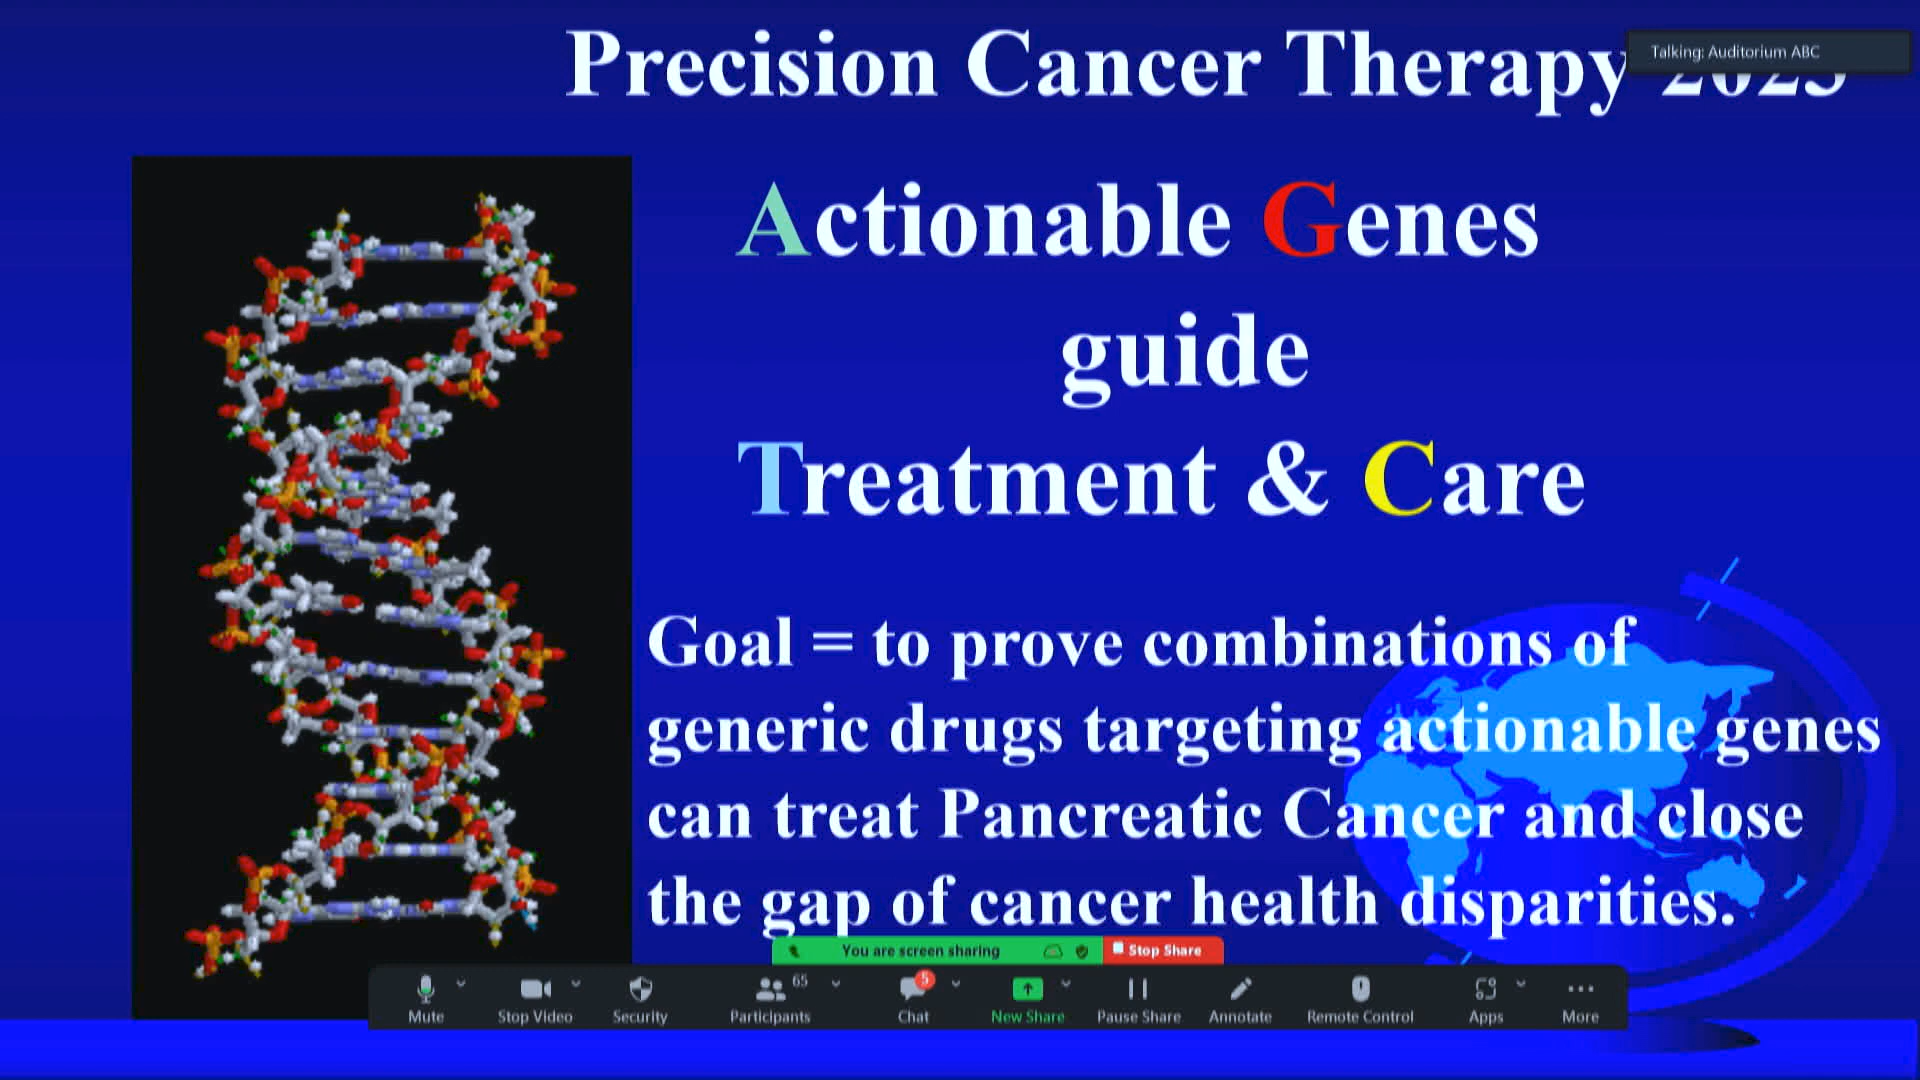 Precision Cancer Therapy
Talking: Auditorium ABC
Actionable Genes
guide
Treatment & Care
Goal = to prove combinations of
generic drugs targeting actionable genes
can treat Pancreatic Cancer and close
the gap of cancer health disparities.
You are screen sharing
Stop Share
65
5
Mute
Stop Video
Security
Participants
Chat
New Share
Pause Share
Annotate
Remote Control
Apps
More